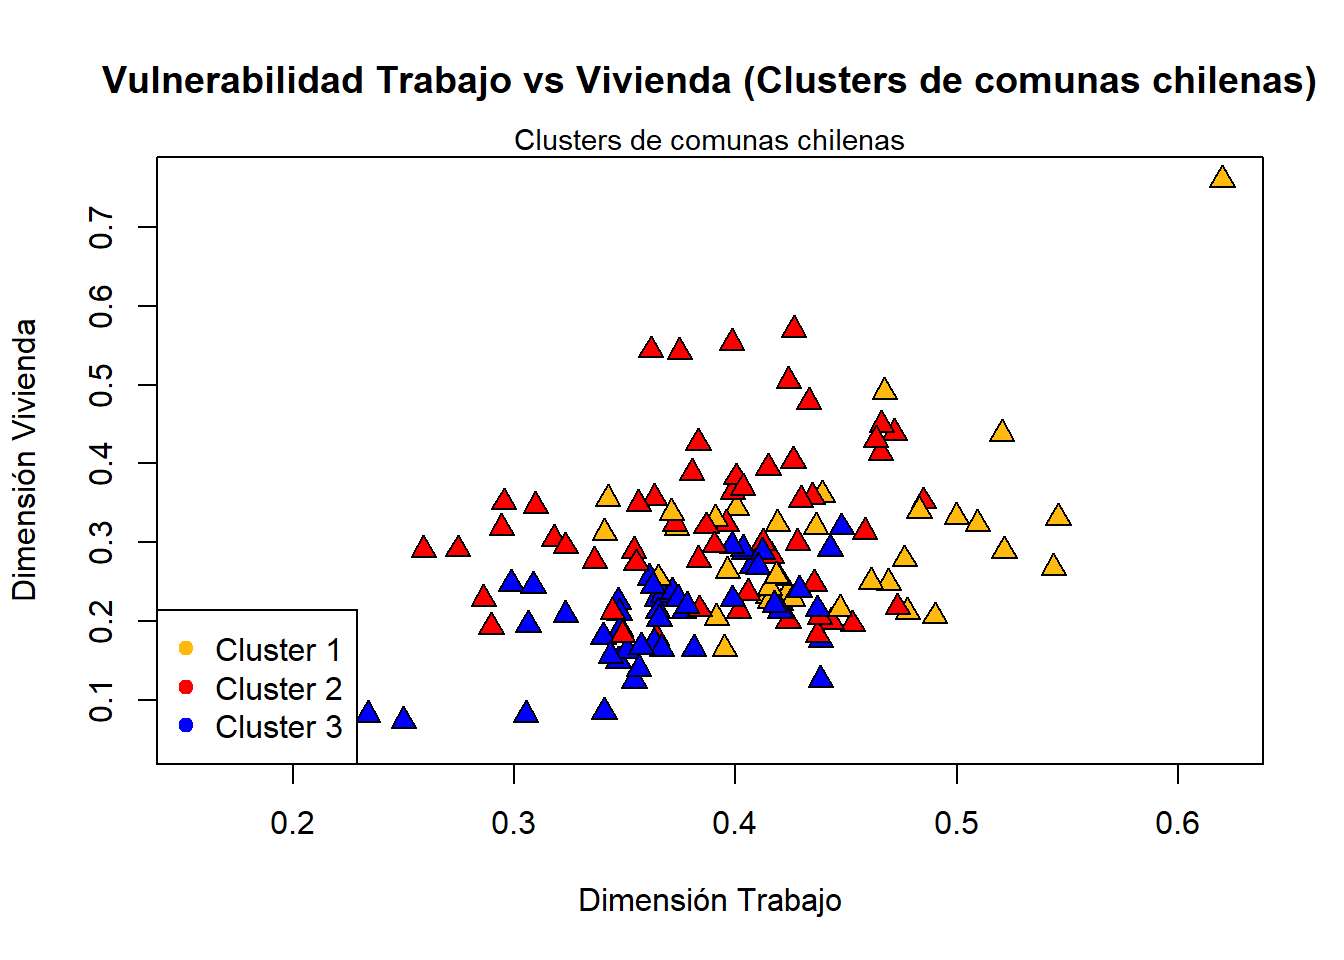 Vulnerabilidad Trabajo vs Vivienda (Clusters de comunas chilenas)
Clusters de comunas chilenas
Dimensión Vivienda
0.7
0.6
0.5
0.4
0.3
0.2
0.1
Cluster 1
Cluster 2
Cluster 3
0.2 0.3 0.4 0.5 0.6
Dimensión Trabajo